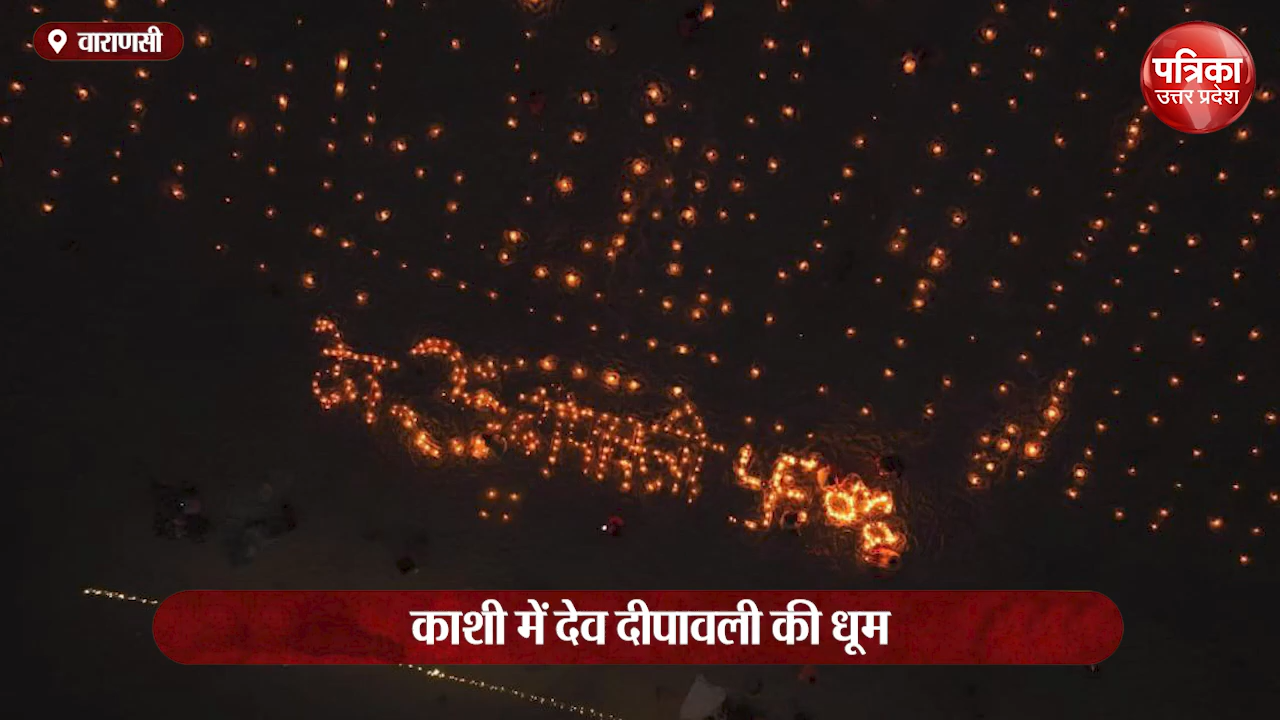 वाराणसी
पत्रिका
उत्तर प्रदेश
काशी में देव दीपावली की धूम